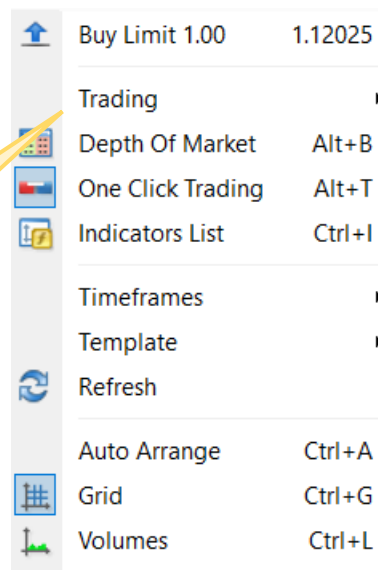 Buy Limit 1.00 1.12025
Trading
Depth Of Market Alt+B
One Click Trading Alt+T
Indicators List Ctrl+I
Timeframes
Template
Refresh
Auto Arrange Ctrl+A
Grid Ctrl+G
Volumes Ctrl+L